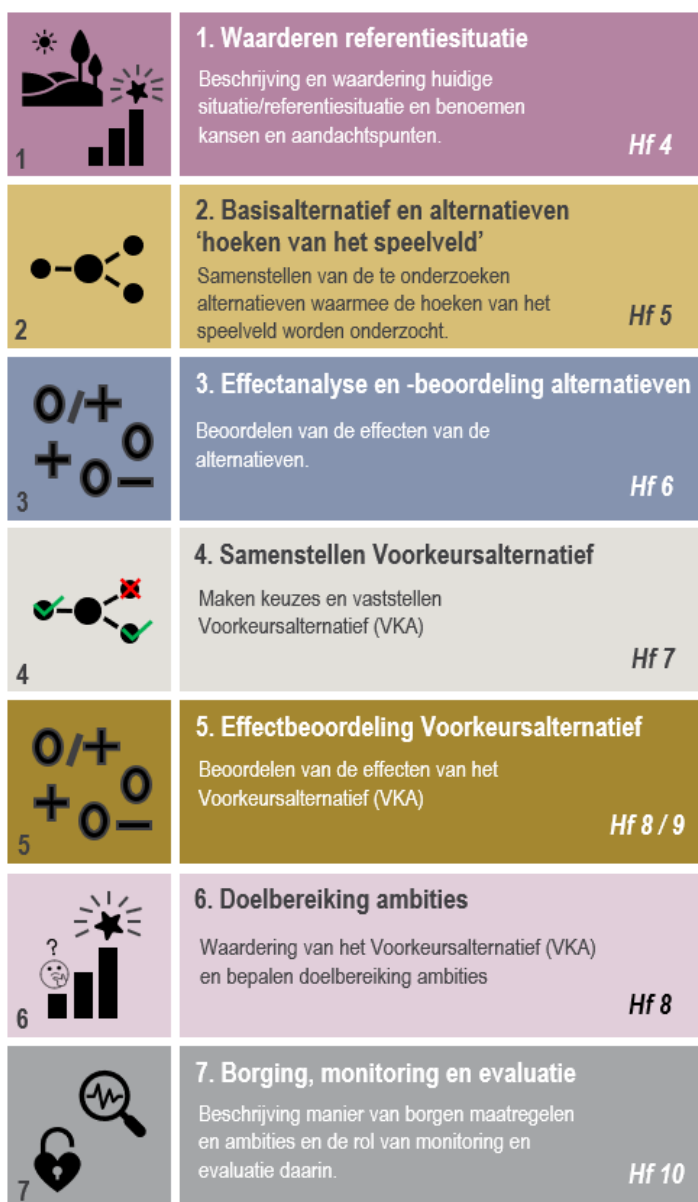 1. Waarderen referentiesituatie
Beschrijving en waardering huidige
situatie/referentiesituatie en benoemen
kansen en aandachtspunten.
Hf 4
1
2. Basisalternatief en alternatieven
‘hoeken van het speelveld’
Samenstellen van de te onderzoeken
alternatieven waarmee de hoeken van het
speelveld worden onderzocht.
Hf 5
2
3. Effectanalyse en -beoordeling alternatieven
Beoordelen van de effecten van de
alternatieven.
Hf 6
0/+
+ 0 0 –
3
4. Samenstellen Voorkeursalternatief
Maken keuzes en vaststellen
Voorkeursalternatief (VKA)
Hf 7
4
5. Effectbeoordeling Voorkeursalternatief
Beoordelen van de effecten van het
Voorkeursalternatief (VKA)
Hf 8 / 9
0/+
+ 0 0 –
5
6. Doelbereiking ambities
Waardering van het Voorkeursalternatief (VKA)
en bepalen doelbereiking ambities
Hf 8
?
6
7. Borging, monitoring en evaluatie
Beschrijving manier van borgen maatregelen
en ambities en de rol van monitoring en
evaluatie daarin.
Hf 10
7